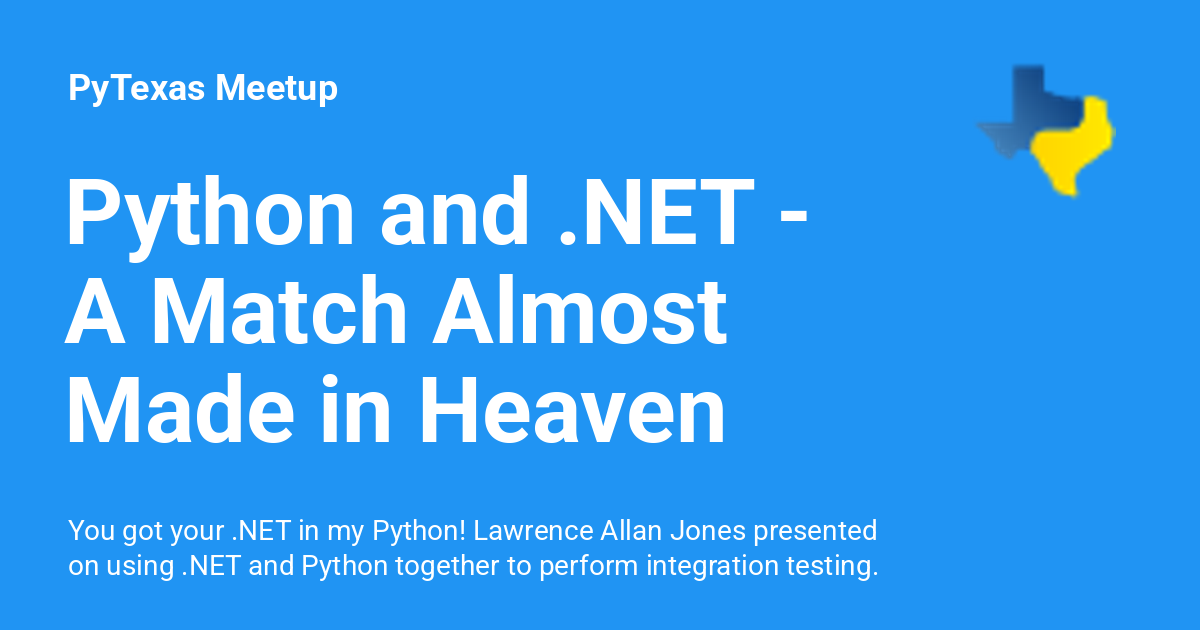 PyTexas Meetup
Python and .NET -
A Match Almost
Made in Heaven
You got your .NET in my Python! Lawrence Allan Jones presented
on using .NET and Python together to perform integration testing.